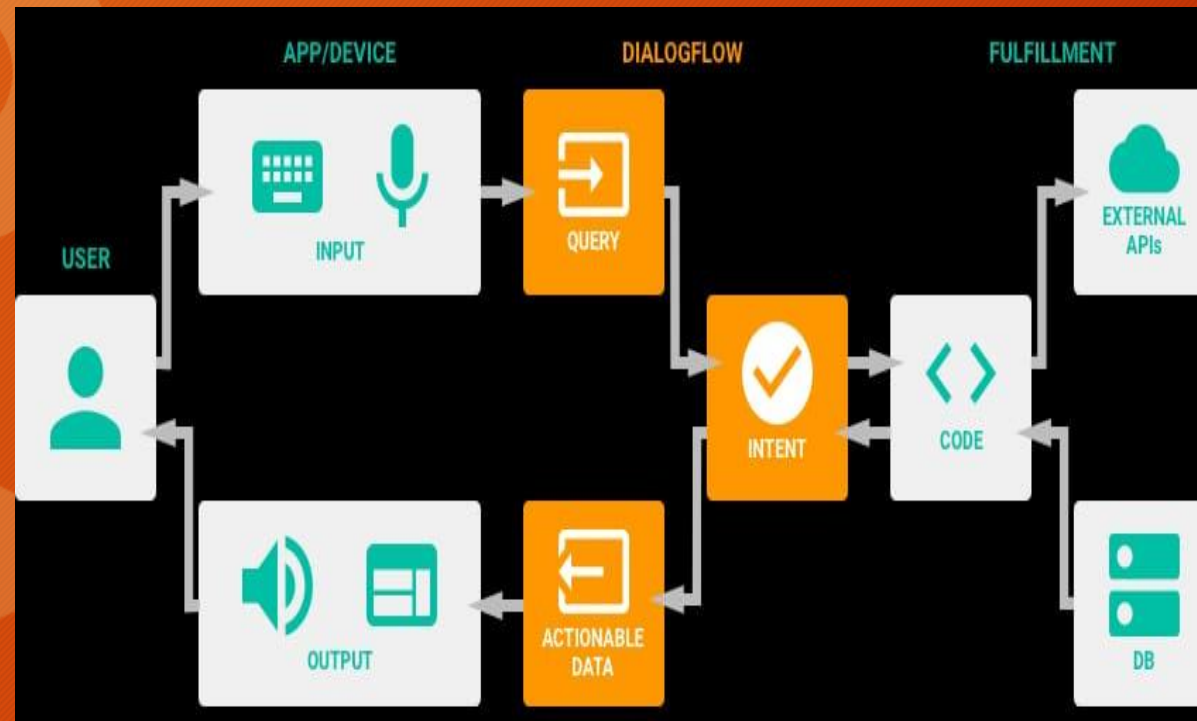 APP/DEVICE
DIALOGFLOW
FULFILLMENT
USER
INPUT
QUERY
EXTERNAL
APIs
INTENT
CODE
OUTPUT
ACTIONABLE
DATA
DB